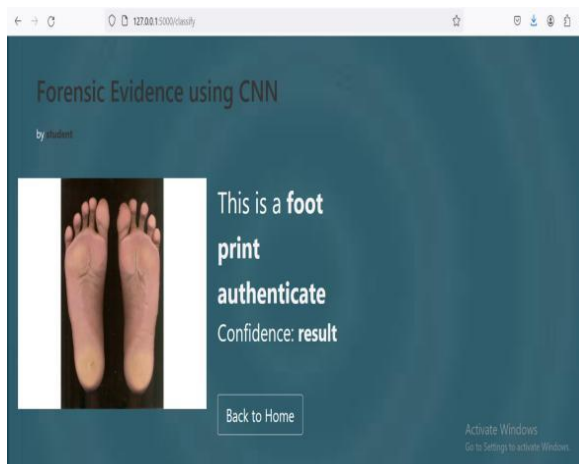 127.0.0.1:5000/classify
Forensic Evidence using CNN
by student
This is a foot
print
authenticate
Confidence: result
Back to Home
Activate Windows
Go to Settings to activate Windows.